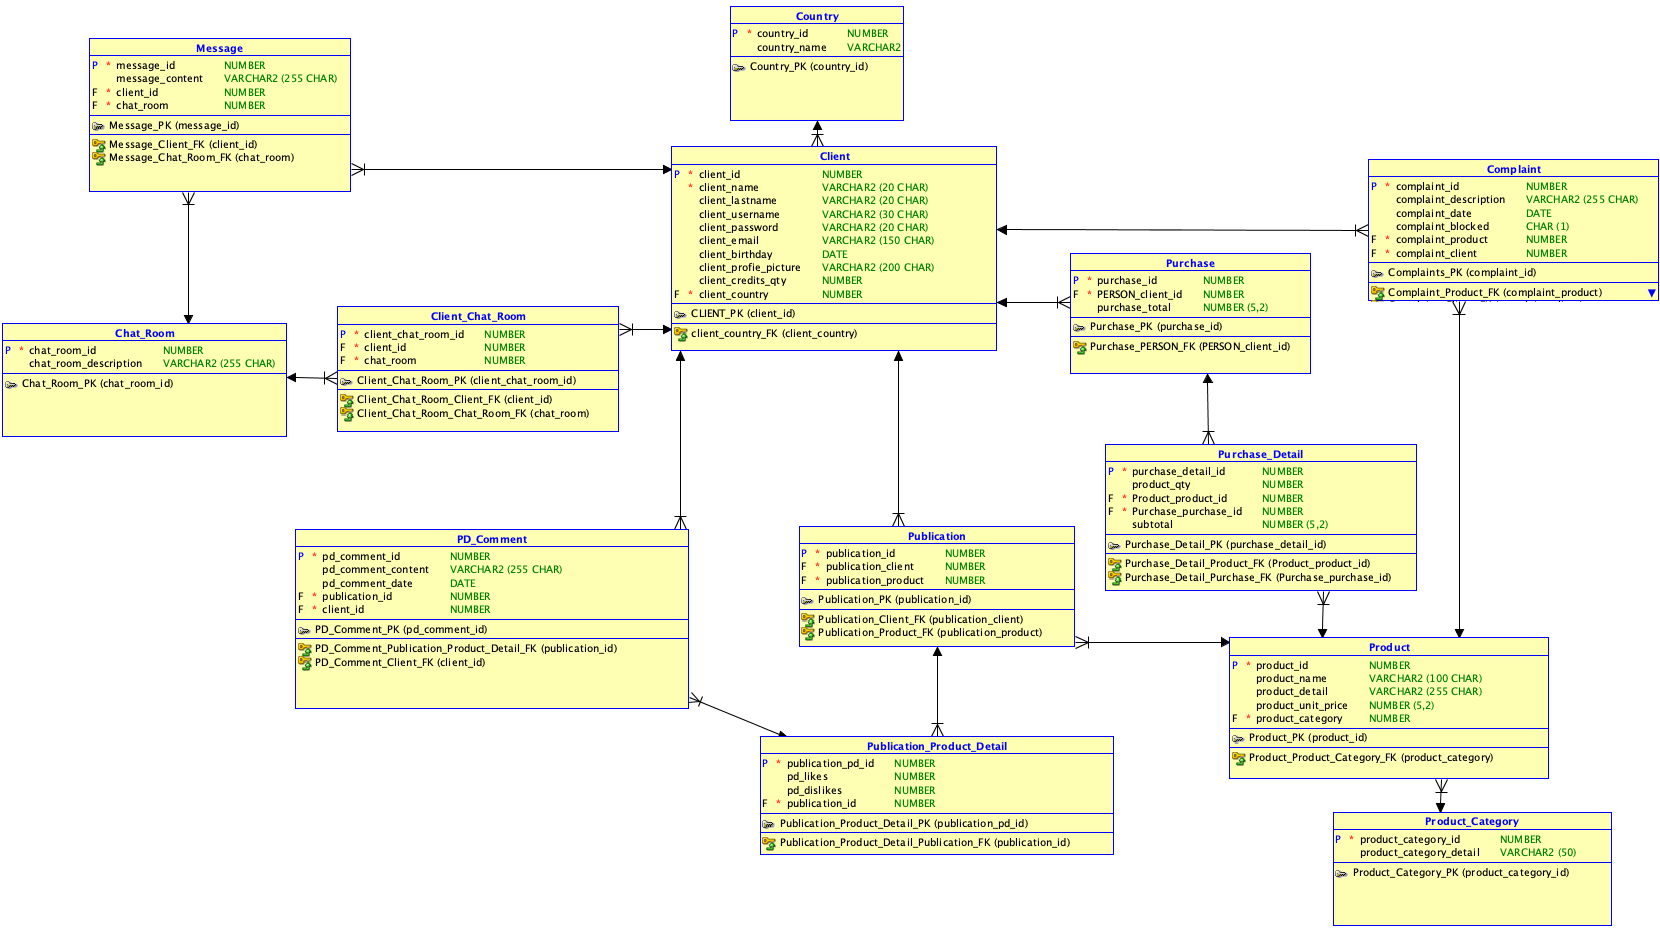 Country
P * country_id NUMBER
country_name VARCHAR2
Country_PK (country_id)
Message
P * message_id NUMBER
message_content VARCHAR2 (255 CHAR)
F * client_id NUMBER
F * chat_room NUMBER
Message_PK (message_id)
Message_Client_FK (client_id)
Message_Chat_Room_FK (chat_room)
Client
P * client_id NUMBER
* client_name VARCHAR2 (20 CHAR)
client_lastname VARCHAR2 (20 CHAR)
client_username VARCHAR2 (30 CHAR)
client_password VARCHAR2 (20 CHAR)
client_email VARCHAR2 (150 CHAR)
client_birthday DATE
client_profie_picture VARCHAR2 (200 CHAR)
client_credits_qty NUMBER
F * client_country NUMBER
CLIENT_PK (client_id)
client_country_FK (client_country)
Complaint
P * complaint_id NUMBER
complaint_description VARCHAR2 (255 CHAR)
complaint_date DATE
complaint_blocked CHAR (1)
F * complaint_product NUMBER
F * complaint_client NUMBER
Complaints_PK (complaint_id)
Complaint_Product_FK (complaint_product)
Purchase
P * purchase_id NUMBER
F * PERSON_client_id NUMBER
purchase_total NUMBER (5,2)
Purchase_PK (purchase_id)
Purchase_PERSON_FK (PERSON_client_id)
Chat_Room
P * chat_room_id NUMBER
chat_room_description VARCHAR2 (255 CHAR)
Chat_Room_PK (chat_room_id)
Client_Chat_Room
P * client_chat_room_id NUMBER
F * client_id NUMBER
F * chat_room NUMBER
Client_Chat_Room_PK (client_chat_room_id)
Client_Chat_Room_Client_FK (client_id)
Client_Chat_Room_Chat_Room_FK (chat_room)
Purchase_Detail
P * purchase_detail_id NUMBER
product_qty NUMBER
F * Product_product_id NUMBER
F * Purchase_purchase_id NUMBER
subtotal NUMBER (5,2)
Purchase_Detail_PK (purchase_detail_id)
Purchase_Detail_Product_FK (Product_product_id)
Purchase_Detail_Purchase_FK (Purchase_purchase_id)
PD_Comment
P * pd_comment_id NUMBER
pd_comment_content VARCHAR2 (255 CHAR)
pd_comment_date DATE
F * publication_id NUMBER
F * client_id NUMBER
PD_Comment_PK (pd_comment_id)
PD_Comment_Publication_Product_Detail_FK (publication_id)
PD_Comment_Client_FK (client_id)
Publication
P * publication_id NUMBER
F * publication_client NUMBER
F * publication_product NUMBER
Publication_PK (publication_id)
Publication_Client_FK (publication_client)
Publication_Product_FK (publication_product)
Product
P * product_id NUMBER
product_name VARCHAR2 (100 CHAR)
product_detail VARCHAR2 (255 CHAR)
product_unit_price NUMBER (5,2)
F * product_category NUMBER
Product_PK (product_id)
Product_Product_Category_FK (product_category)
Publication_Product_Detail
P * publication_pd_id NUMBER
pd_likes NUMBER
pd_dislikes NUMBER
F * publication_id NUMBER
Publication_Product_Detail_PK (publication_pd_id)
Publication_Product_Detail_Publication_FK (publication_id)
Product_Category
P * product_category_id NUMBER
product_category_detail VARCHAR2 (50)
Product_Category_PK (product_category_id)